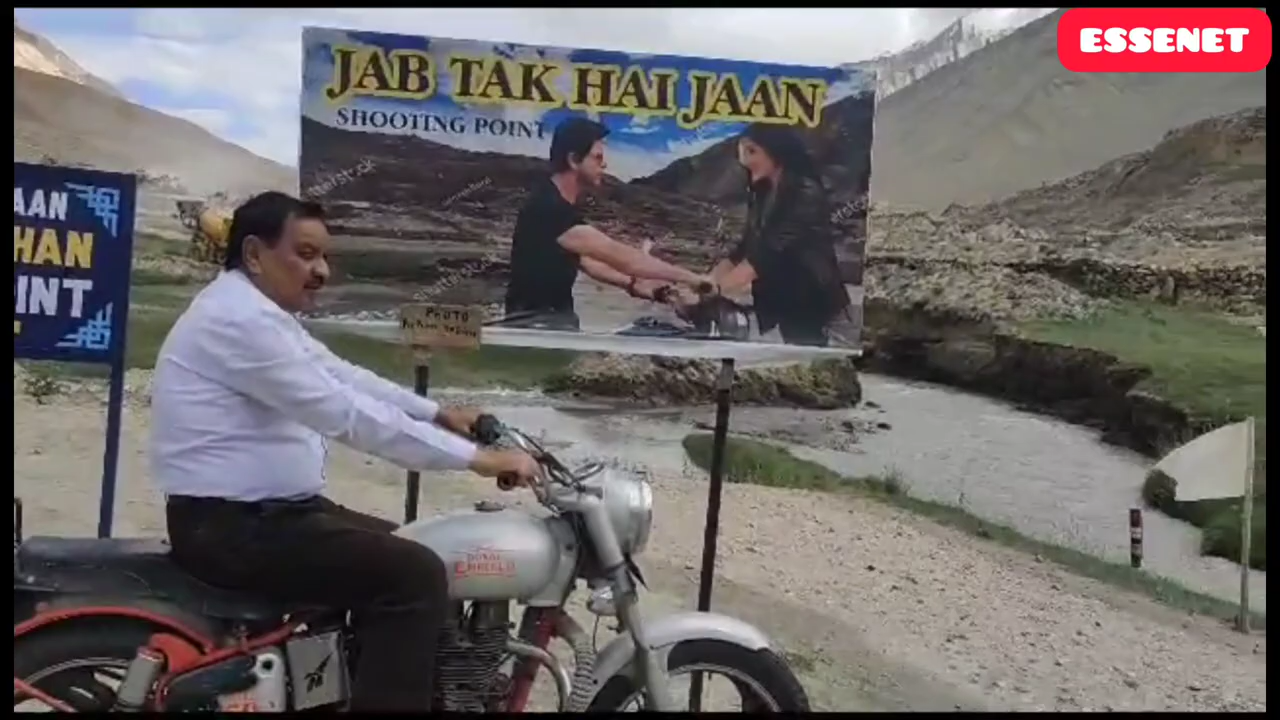 ESSENET
JAB TAK HAI JAAN
SHOOTING POINT
AAN
HAN
INT
PHOTO
ROYAL
ENFIELD